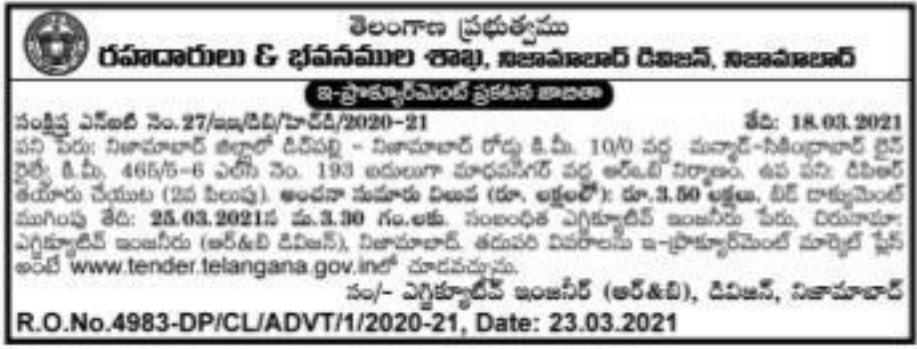 తెలంగాణ ప్రభుత్వము
రహదారులు & భవనముల శాఖ, నిజామాబాద్ డివిజన్, నిజామాబాద్
ఇ-ప్రొక్యూర్‌మెంట్ ప్రకటన జాబితా
సంక్షిప్త ఎన్ఐటి నెం.27/ఇఇ/డిబి/హెచ్‌డి/2020-21 తేది: 18.03.2021
పని పేరు: నిజామాబాద్ జిల్లాలో డిచ్‌పల్లి - నిజామాబాద్ రోడ్డు కి.మీ. 10/0 వద్ద మన్మాడ్-సికింద్రాబాద్ లైన్
రైల్వే కి.మీ. 465/5-6 ఎల్‌సి నెం. 193 బదులుగా మాధవనగర్ వద్ద ఆర్ఒబి నిర్మాణం. ఉప పని: డిపిఆర్
తయారు చేయుట (2వ పిలుపు). అంచనా సుమారు విలువ (రూ. లక్షలలో): రూ.3.50 లక్షలు. బిడ్ డాక్యుమెంట్
ముగింపు తేది: 25.03.2021న మ.3.30 గం.లకు. సంబంధిత ఎగ్జిక్యూటివ్ ఇంజనీరు పేరు, చిరునామా:
ఎగ్జిక్యూటివ్ ఇంజనీరు (ఆర్&బి డివిజన్), నిజామాబాద్. తదుపరి వివరాలను ఇ-ప్రొక్యూర్‌మెంట్ మార్కెట్ ప్లేస్
అంటే www.tender.telangana.gov.inలో చూడవచ్చును.
సం/- ఎగ్జిక్యూటివ్ ఇంజనీర్ (ఆర్&బి), డివిజన్, నిజామాబాద్
R.O.No.4983-DP/CL/ADVT/1/2020-21, Date: 23.03.2021